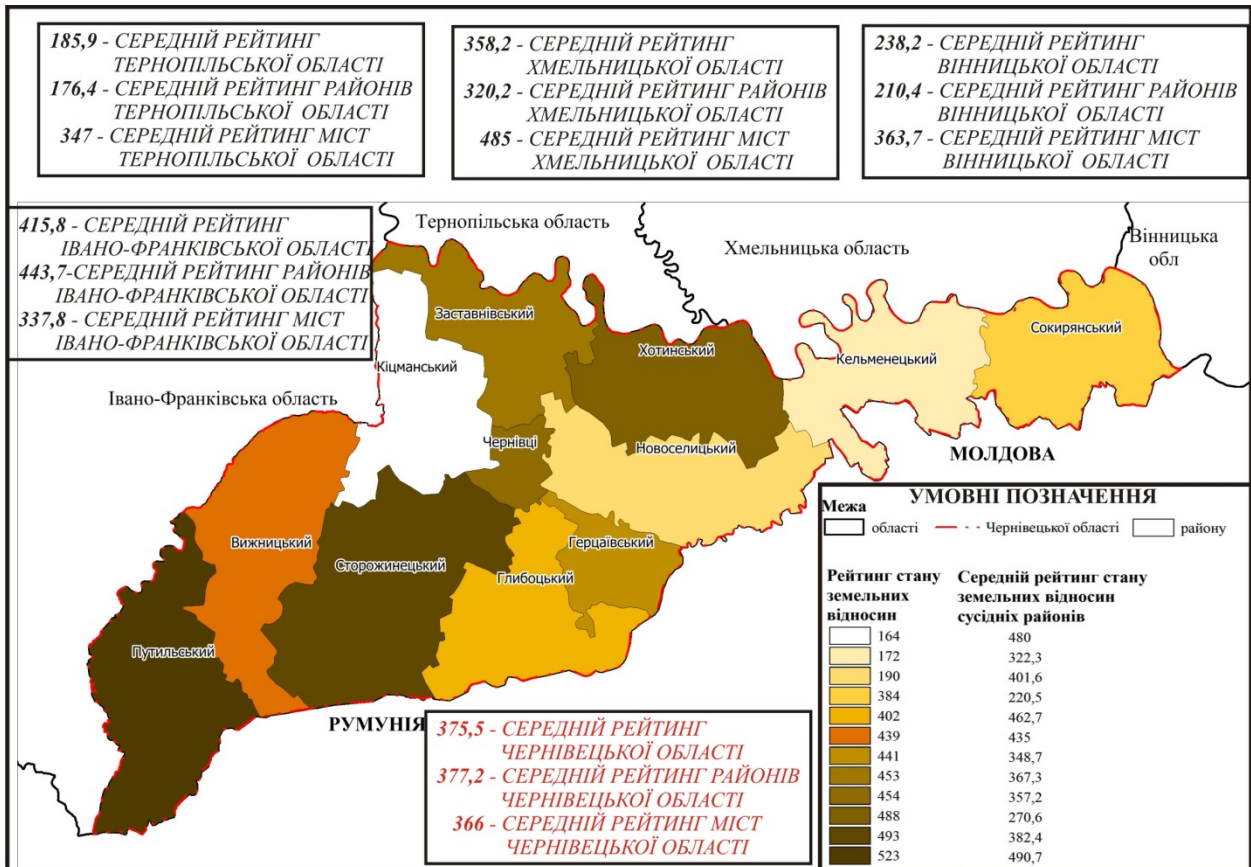 185,9 - СЕРЕДНІЙ РЕЙТИНГ
ТЕРНОПІЛЬСЬКОЇ ОБЛАСТІ
176,4 - СЕРЕДНІЙ РЕЙТИНГ РАЙОНІВ
ТЕРНОПІЛЬСЬКОЇ ОБЛАСТІ
347 - СЕРЕДНІЙ РЕЙТИНГ МІСТ
ТЕРНОПІЛЬСЬКОЇ ОБЛАСТІ
358,2 - СЕРЕДНІЙ РЕЙТИНГ
ХМЕЛЬНИЦЬКОЇ ОБЛАСТІ
320,2 - СЕРЕДНІЙ РЕЙТИНГ РАЙОНІВ
ХМЕЛЬНИЦЬКОЇ ОБЛАСТІ
485 - СЕРЕДНІЙ РЕЙТИНГ МІСТ
ХМЕЛЬНИЦЬКОЇ ОБЛАСТІ
238,2 - СЕРЕДНІЙ РЕЙТИНГ
ВІННИЦЬКОЇ ОБЛАСТІ
210,4 - СЕРЕДНІЙ РЕЙТИНГ РАЙОНІВ
ВІННИЦЬКОЇ ОБЛАСТІ
363,7 - СЕРЕДНІЙ РЕЙТИНГ МІСТ
ВІННИЦЬКОЇ ОБЛАСТІ
415,8 - СЕРЕДНІЙ РЕЙТИНГ
ІВАНО-ФРАНКІВСЬКОЇ ОБЛАСТІ
443,7-СЕРЕДНІЙ РЕЙТИНГ РАЙОНІВ
ІВАНО-ФРАНКІВСЬКОЇ ОБЛАСТІ
337,8 - СЕРЕДНІЙ РЕЙТИНГ МІСТ
ІВАНО-ФРАНКІВСЬКОЇ ОБЛАСТІ
Тернопільська область
Хмельницька область
Вінницька
обл
Заставнівський
Хотинський
Сокирянський
Кельменецький
Кіцманський
Івано-Франківська область
Чернівці
Новоселицький
МОЛДОВА
Вижницький
Сторожинецький
Герцаївський
Глибоцький
Путильський
РУМУНІЯ
375,5 - СЕРЕДНІЙ РЕЙТИНГ
ЧЕРНІВЕЦЬКОЇ ОБЛАСТІ
377,2 - СЕРЕДНІЙ РЕЙТИНГ РАЙОНІВ
ЧЕРНІВЕЦЬКОЇ ОБЛАСТІ
366 - СЕРЕДНІЙ РЕЙТИНГ МІСТ
ЧЕРНІВЕЦЬКОЇ ОБЛАСТІ
УМОВНІ ПОЗНАЧЕННЯ
Межа
області Чернівецької області району
Рейтинг стану земельних відносин
Середній рейтинг стану земельних відносин сусідніх районів
164 480
172 322,3
190 401,6
384 220,5
402 462,7
439 435
441 348,7
453 367,3
454 357,2
488 270,6
493 382,4
523 490,7